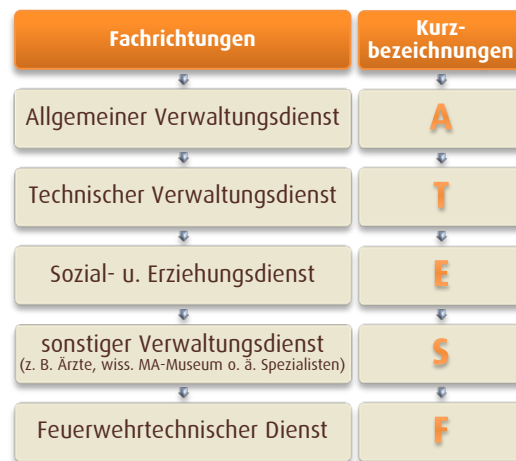 Fachrichtungen
Kurz-
bezeichnungen
Allgemeiner Verwaltungsdienst
A
Technischer Verwaltungsdienst
T
Sozial- u. Erziehungsdienst
E
sonstiger Verwaltungsdienst
(z. B. Ärzte, wiss. MA-Museum o. ä. Spezialisten)
S
Feuerwehrtechnischer Dienst
F